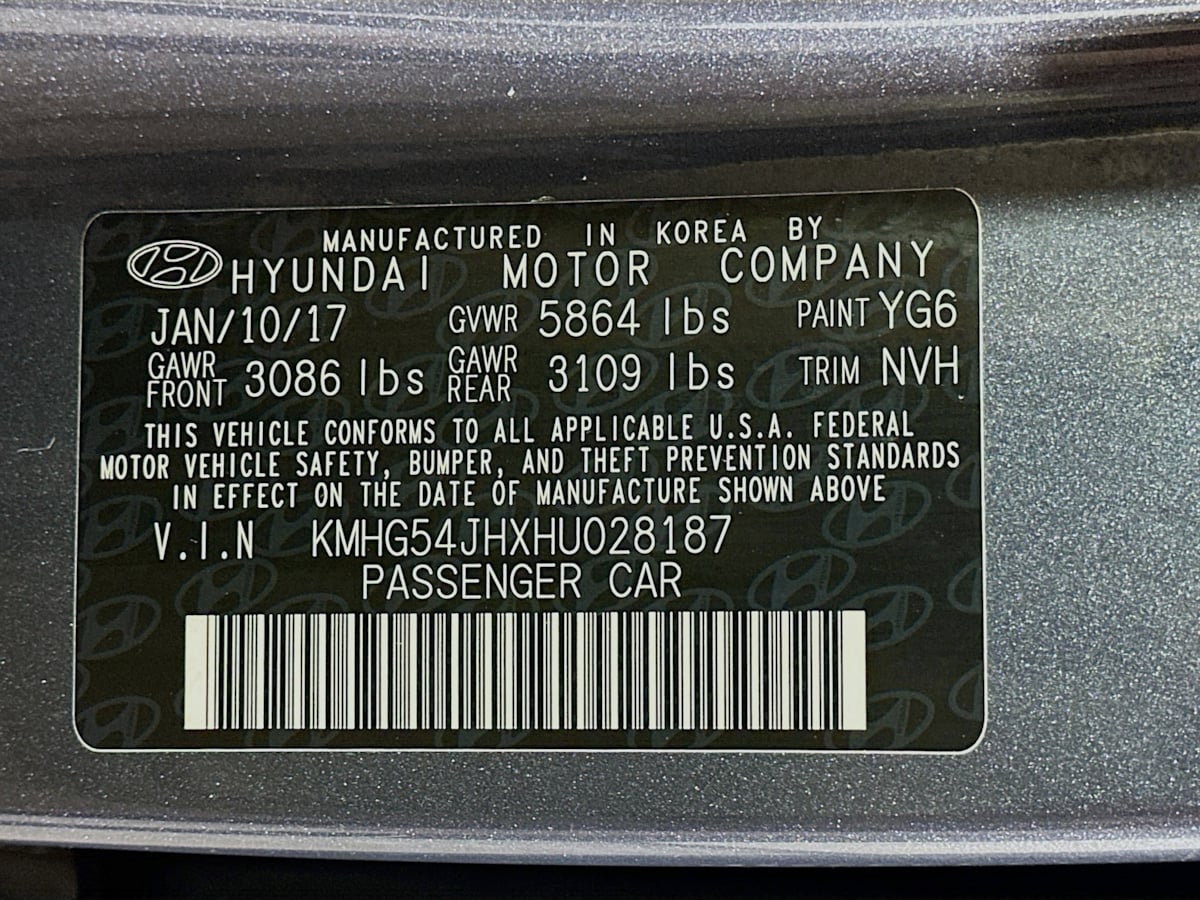 MANUFACTURED IN KOREA BY
HYUNDAI MOTOR COMPANY
JAN/10/17 GVWR 5864 lbs PAINT YG6
GAWR FRONT 3086 lbs GAWR REAR 3109 lbs TRIM NVH
THIS VEHICLE CONFORMS TO ALL APPLICABLE U.S.A. FEDERAL
MOTOR VEHICLE SAFETY, BUMPER, AND THEFT PREVENTION STANDARDS
IN EFFECT ON THE DATE OF MANUFACTURE SHOWN ABOVE
V.I.N KMHG54JHXHU028187
PASSENGER CAR